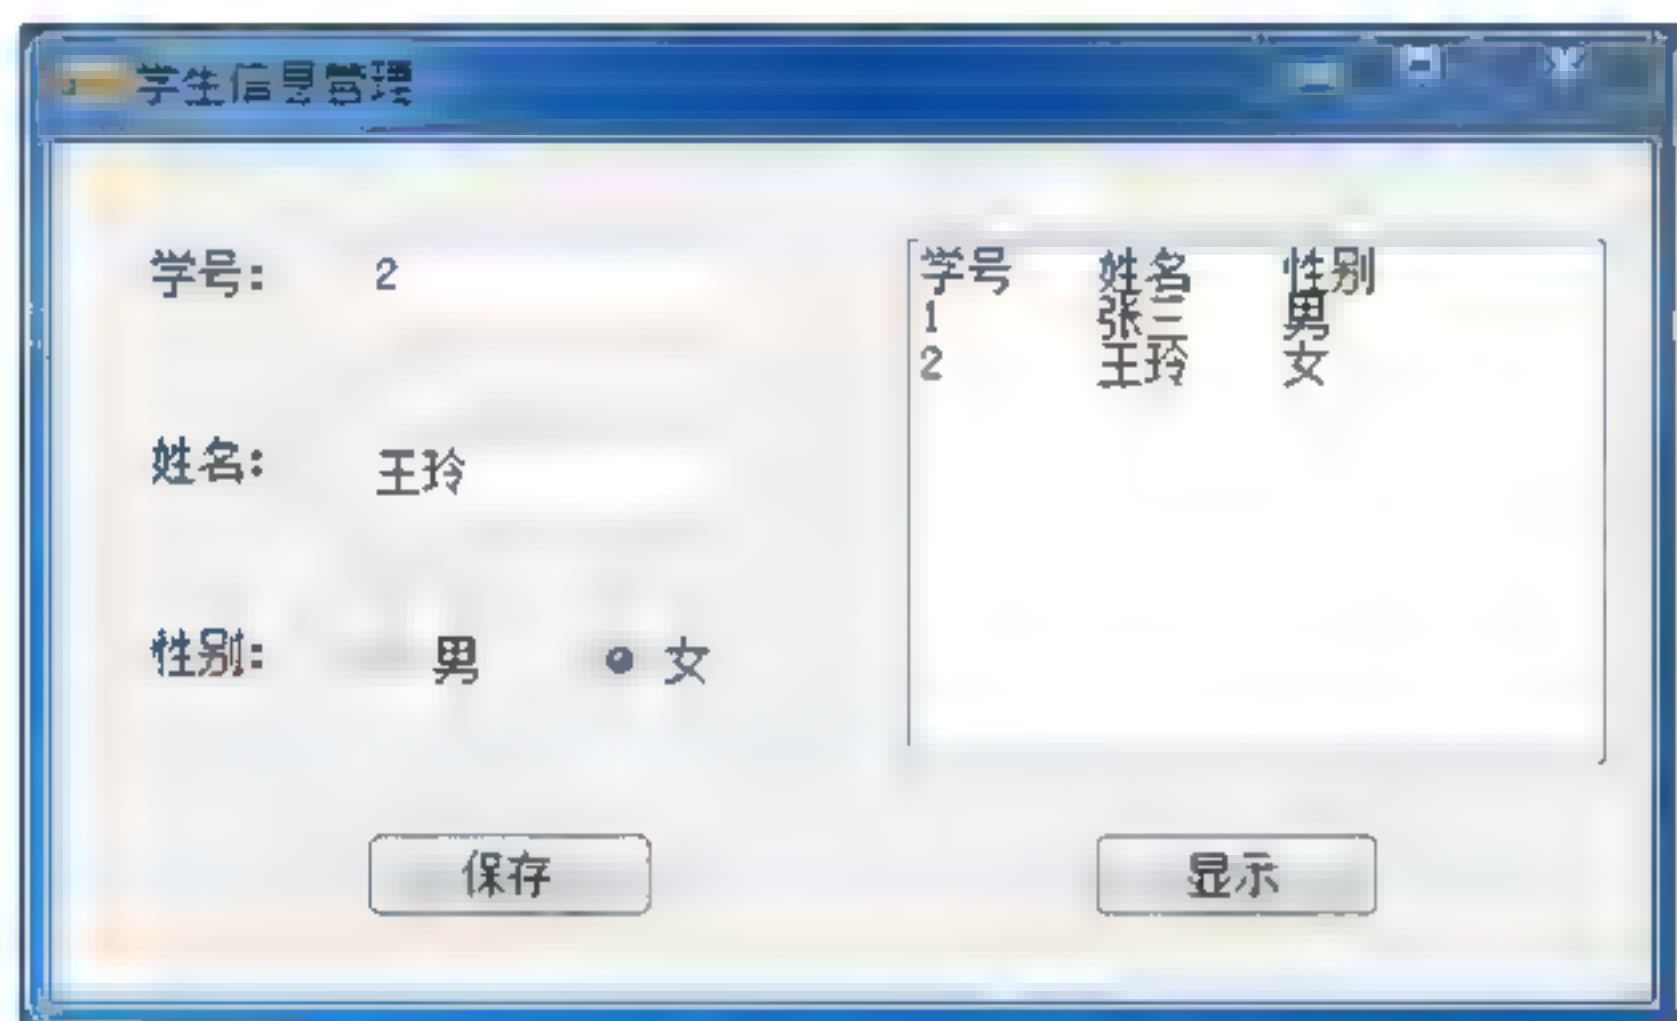 学生信息管理
学号: 2
姓名: 王玲
性别: 男 女
学号 姓名 性别
1 张三 男
2 王玲 女
保存 显示